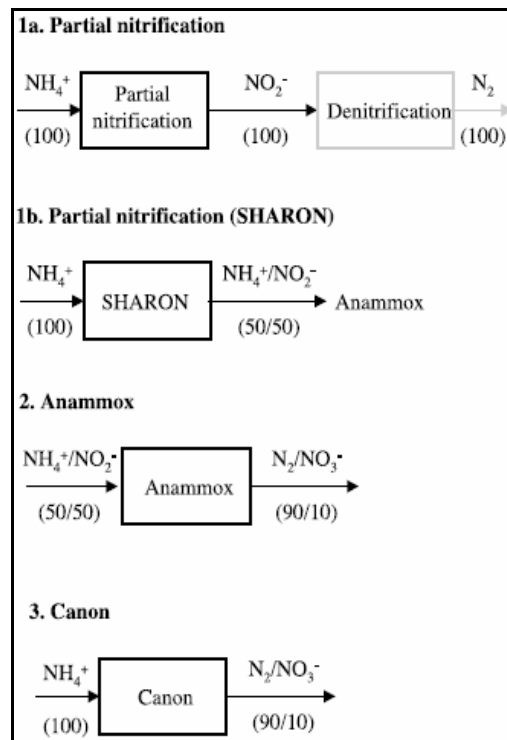 1a. Partial nitrification
NH₄⁺ NO₂⁻ N₂
Partial
nitrification
Denitrification
(100) (100) (100)
1b. Partial nitrification (SHARON)
NH₄⁺ NH₄⁺/NO₂⁻
SHARON Anammox
(100) (50/50)
2. Anammox
NH₄⁺/NO₂⁻ N₂/NO₃⁻
Anammox
(50/50) (90/10)
3. Canon
NH₄⁺ N₂/NO₃⁻
Canon
(100) (90/10)